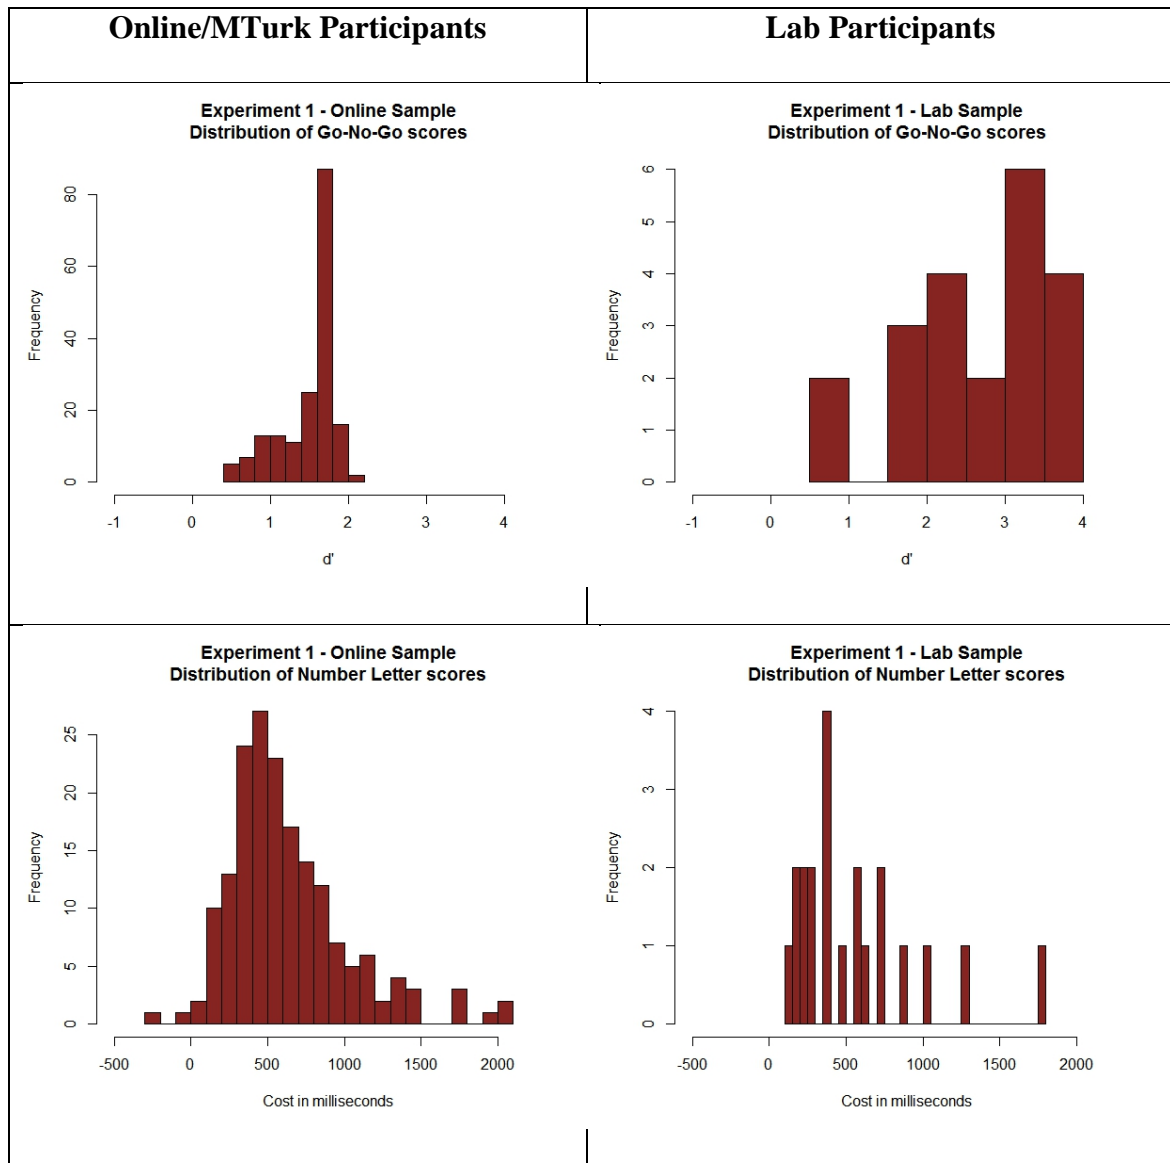 Online/MTurk Participants
Lab Participants
Experiment 1 - Online Sample
Distribution of Go-No-Go scores
Frequency
0
20
40
60
80
-1
0
1
2
3
4
d'
Experiment 1 - Lab Sample
Distribution of Go-No-Go scores
Frequency
0
1
2
3
4
5
6
-1
0
1
2
3
4
d'
Experiment 1 - Online Sample
Distribution of Number Letter scores
Frequency
0
5
10
15
20
25
-500
0
500
1000
1500
2000
Cost in milliseconds
Experiment 1 - Lab Sample
Distribution of Number Letter scores
Frequency
0
1
2
3
4
-500
0
500
1000
1500
2000
Cost in milliseconds